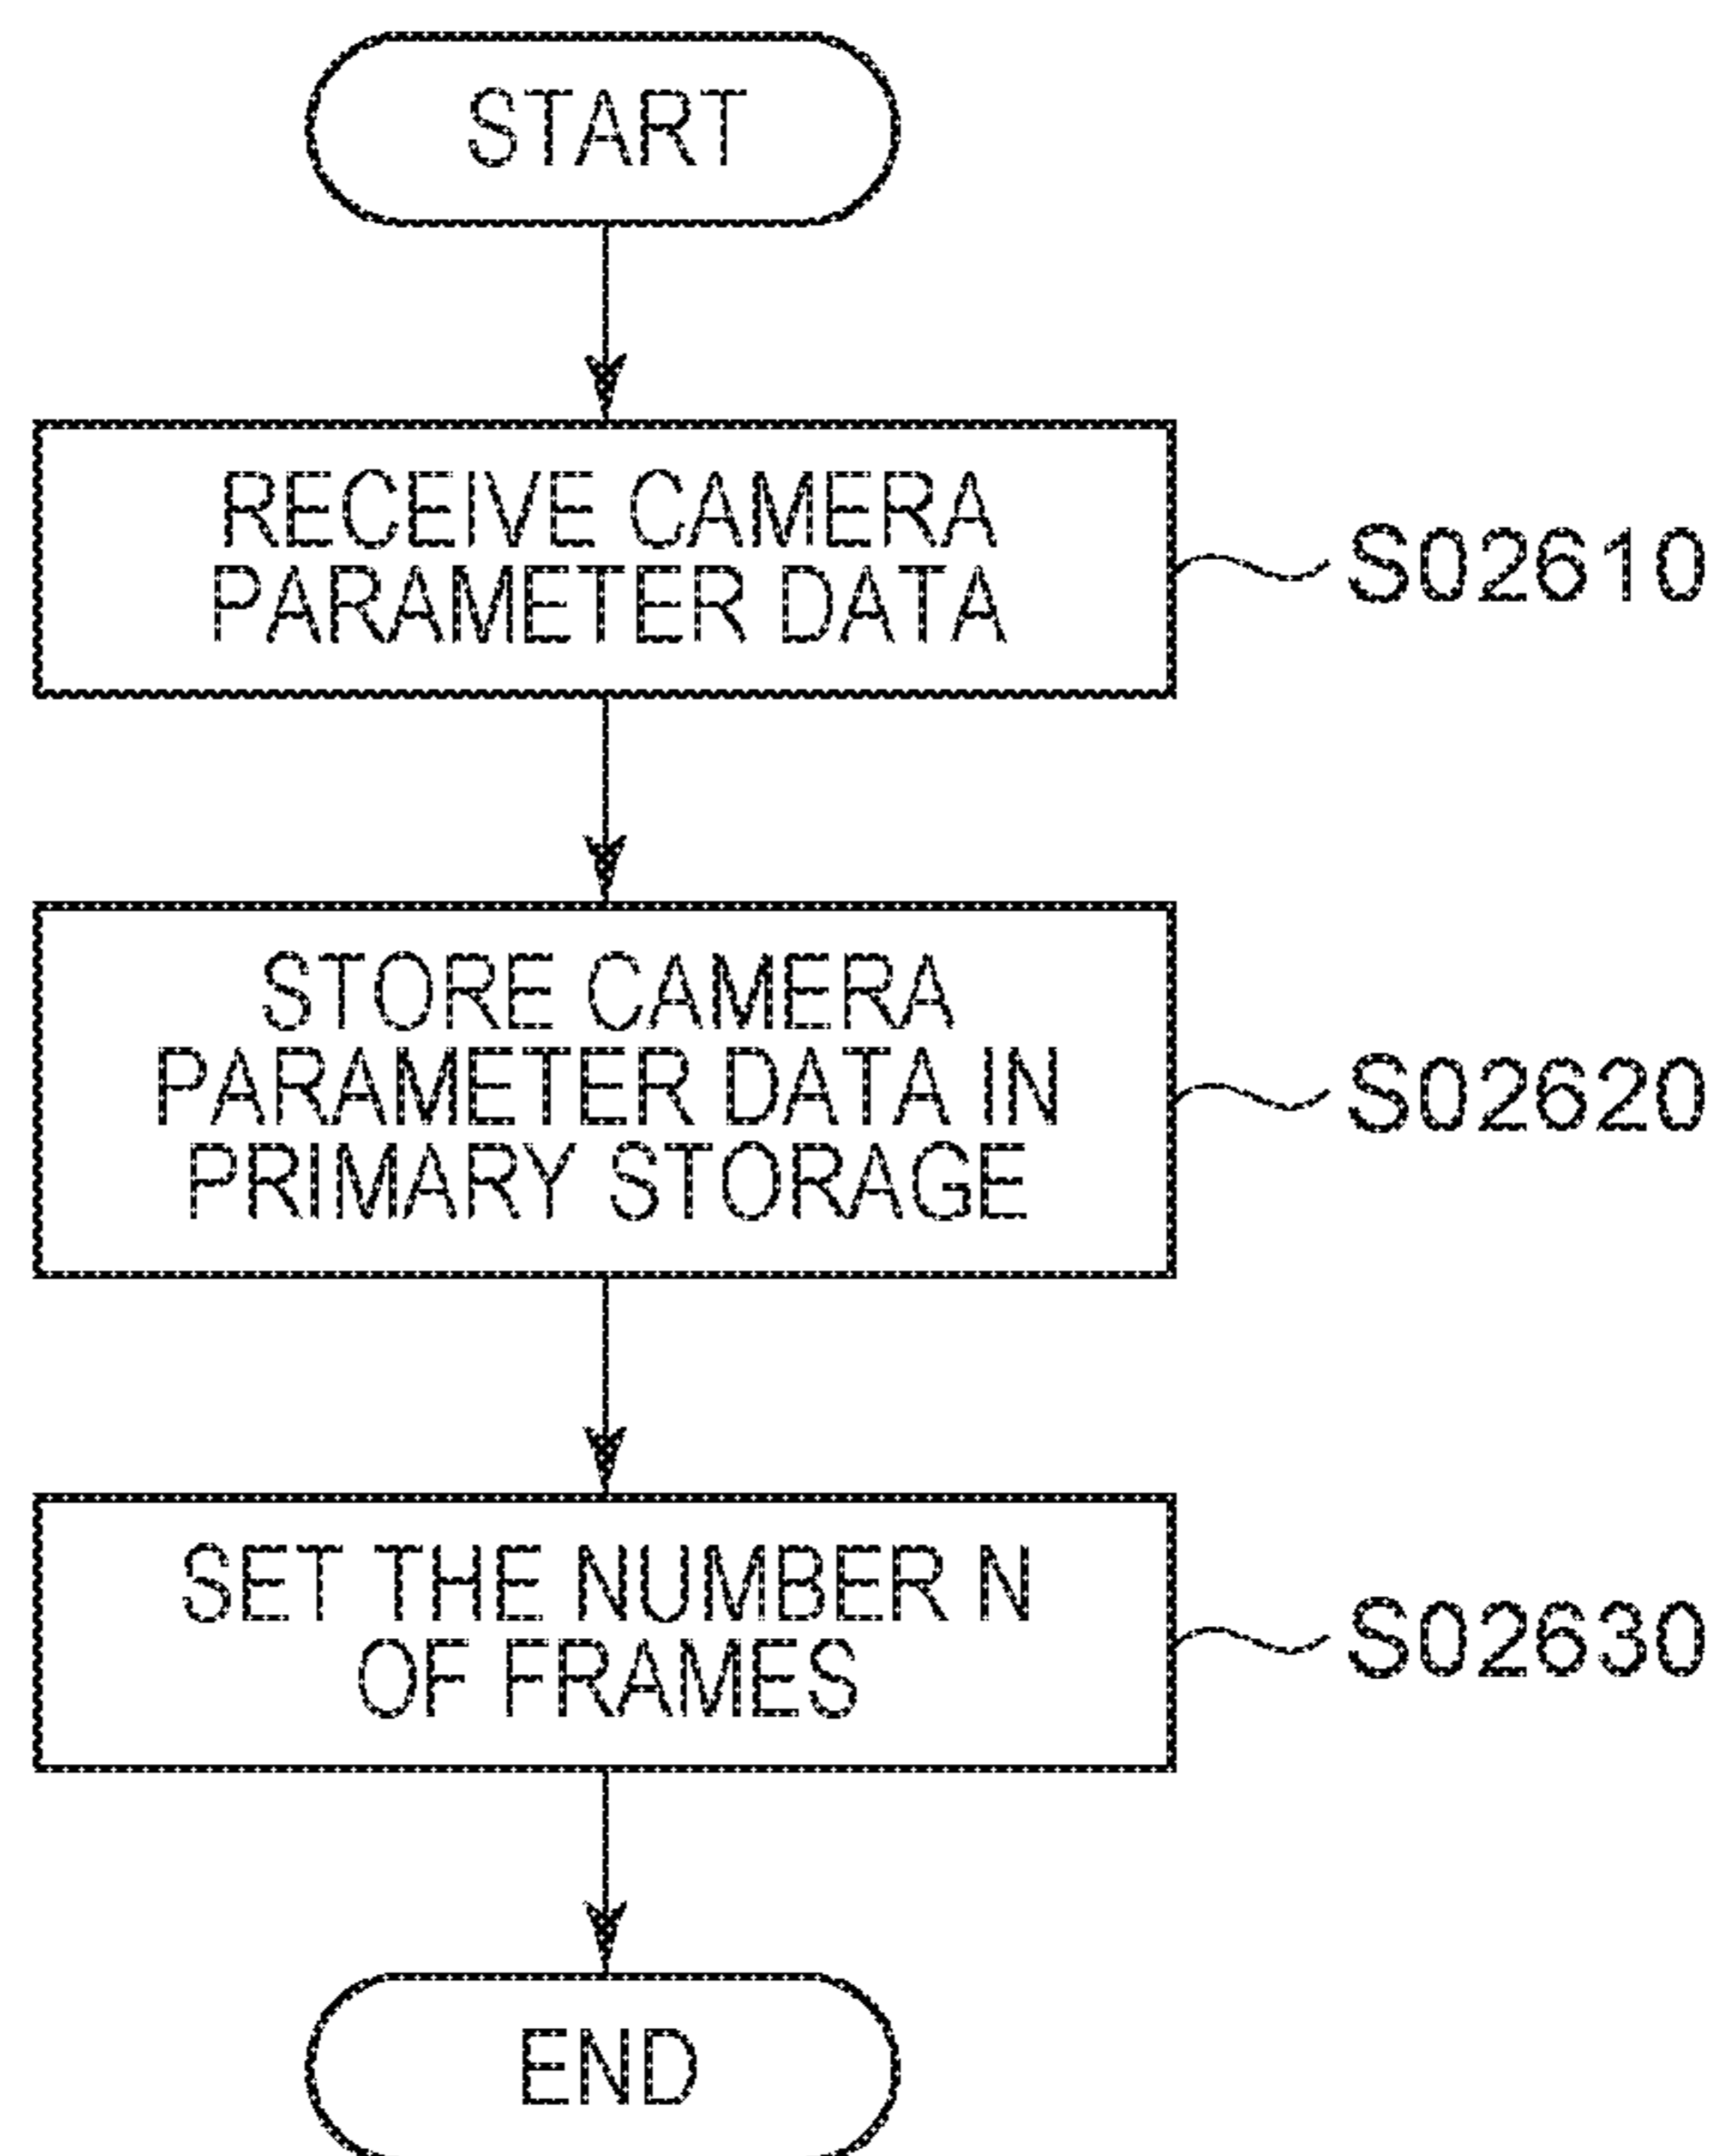 START
RECEIVE CAMERA
PARAMETER DATA
S02610
STORE CAMERA
PARAMETER DATA IN
PRIMARY STORAGE
S02620
SET THE NUMBER N
OF FRAMES
S02630
END